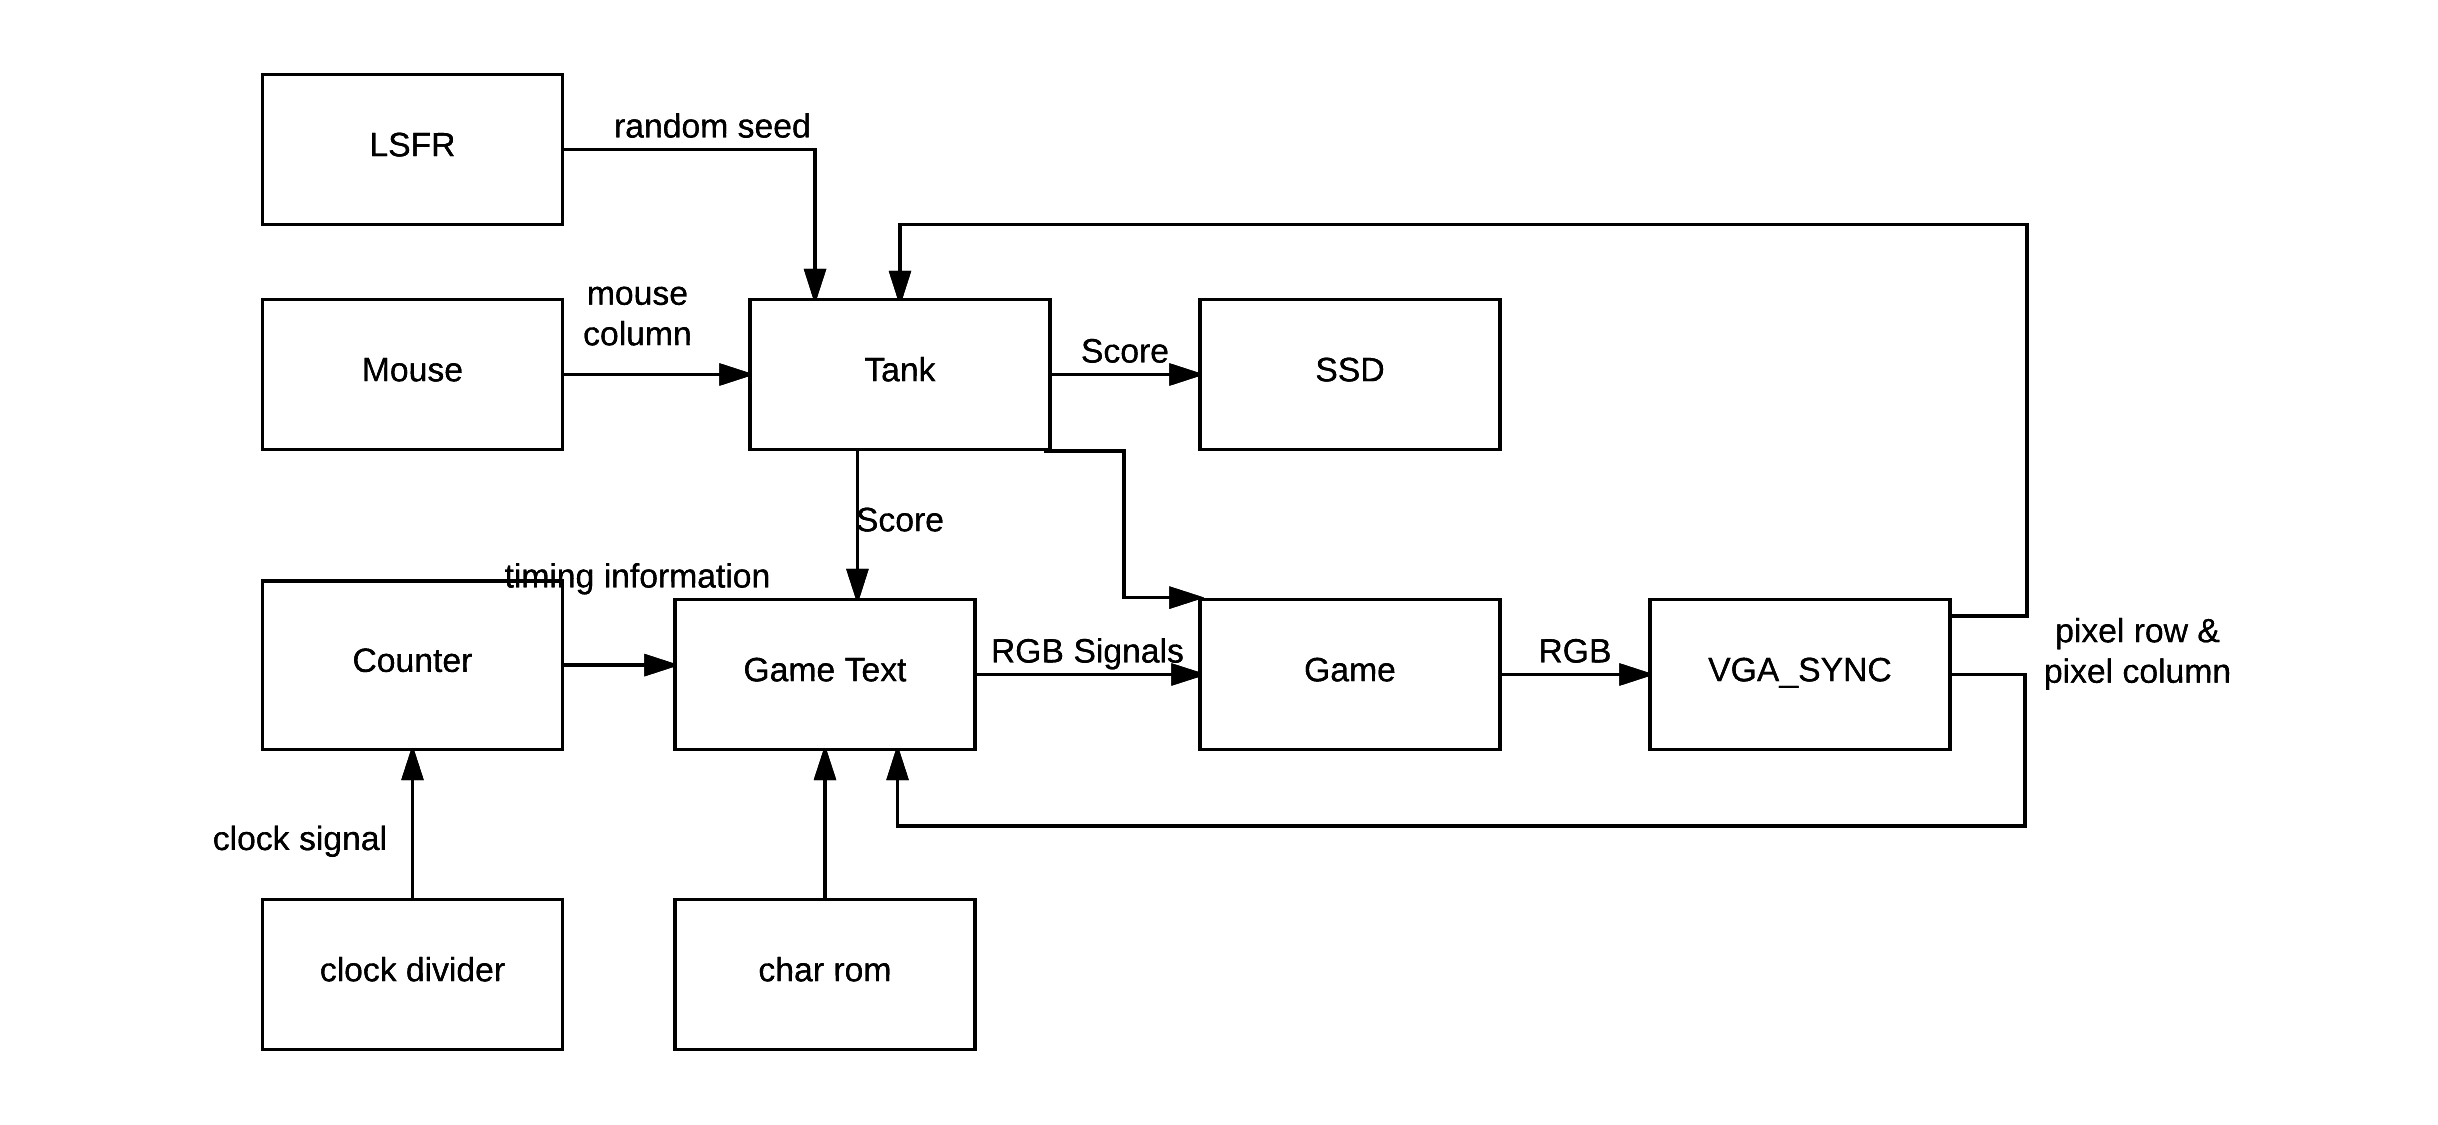 random seed
LSFR
mouse
column
Mouse
Tank
Score
SSD
Score
timing information
Counter
Game Text
RGB Signals
Game
RGB
VGA_SYNC
pixel row &
pixel column
clock signal
clock divider
char rom